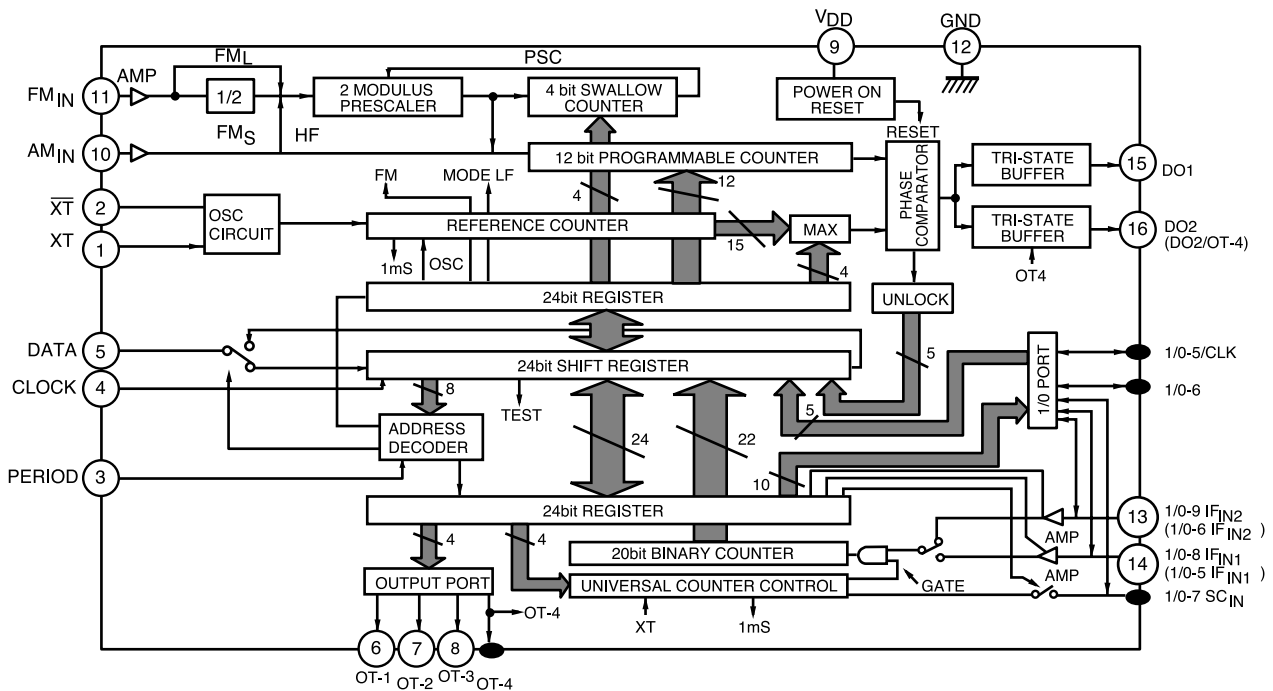 VDD
GND
9
12
FML
PSC
AMP
FMIN
11
1/2
2 MODULUS
PRESCALER
4 bit SWALLOW
COUNTER
POWER ON
RESET
FMS
HF
RESET
AMIN
10
12 bit PROGRAMMABLE COUNTER
PHASE
COMPARATOR
TRI-STATE
BUFFER
15
DO1
FM
MODE LF
4
12
XT
2
OSC
CIRCUIT
REFERENCE COUNTER
MAX
TRI-STATE
BUFFER
16
DO2
(DO2/OT-4)
XT
1
15
1mS
OSC
4
OT4
24bit REGISTER
UNLOCK
DATA
5
24bit SHIFT REGISTER
5
1/0 PORT
1/0-5/CLK
CLOCK
4
8
TEST
1/0-6
5
ADDRESS
DECODER
24
22
PERIOD
3
10
24bit REGISTER
13
1/0-9 IFIN2
(1/0-6 IFIN2 )
4
4
AMP
20bit BINARY COUNTER
14
1/0-8 IFIN1
(1/0-5 IFIN1 )
OUTPUT PORT
UNIVERSAL COUNTER CONTROL
GATE
AMP
1/0-7 SCIN
OT-4
XT
1mS
6
7
8
OT-1
OT-2
OT-3
OT-4